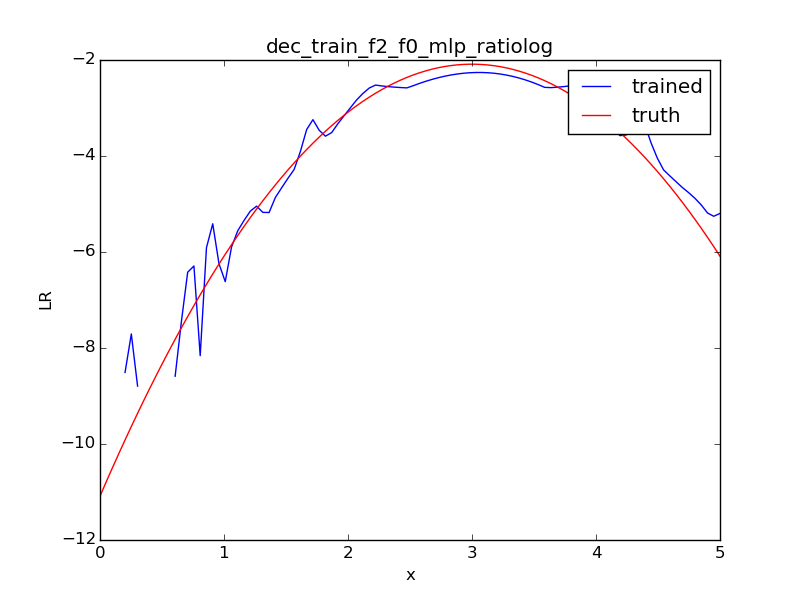 dec_train_f2_f0_mlp_ratiolog
trained
truth
−2
−4
−6
−8
−10
−12
LR
0 1 2 3 4 5
x